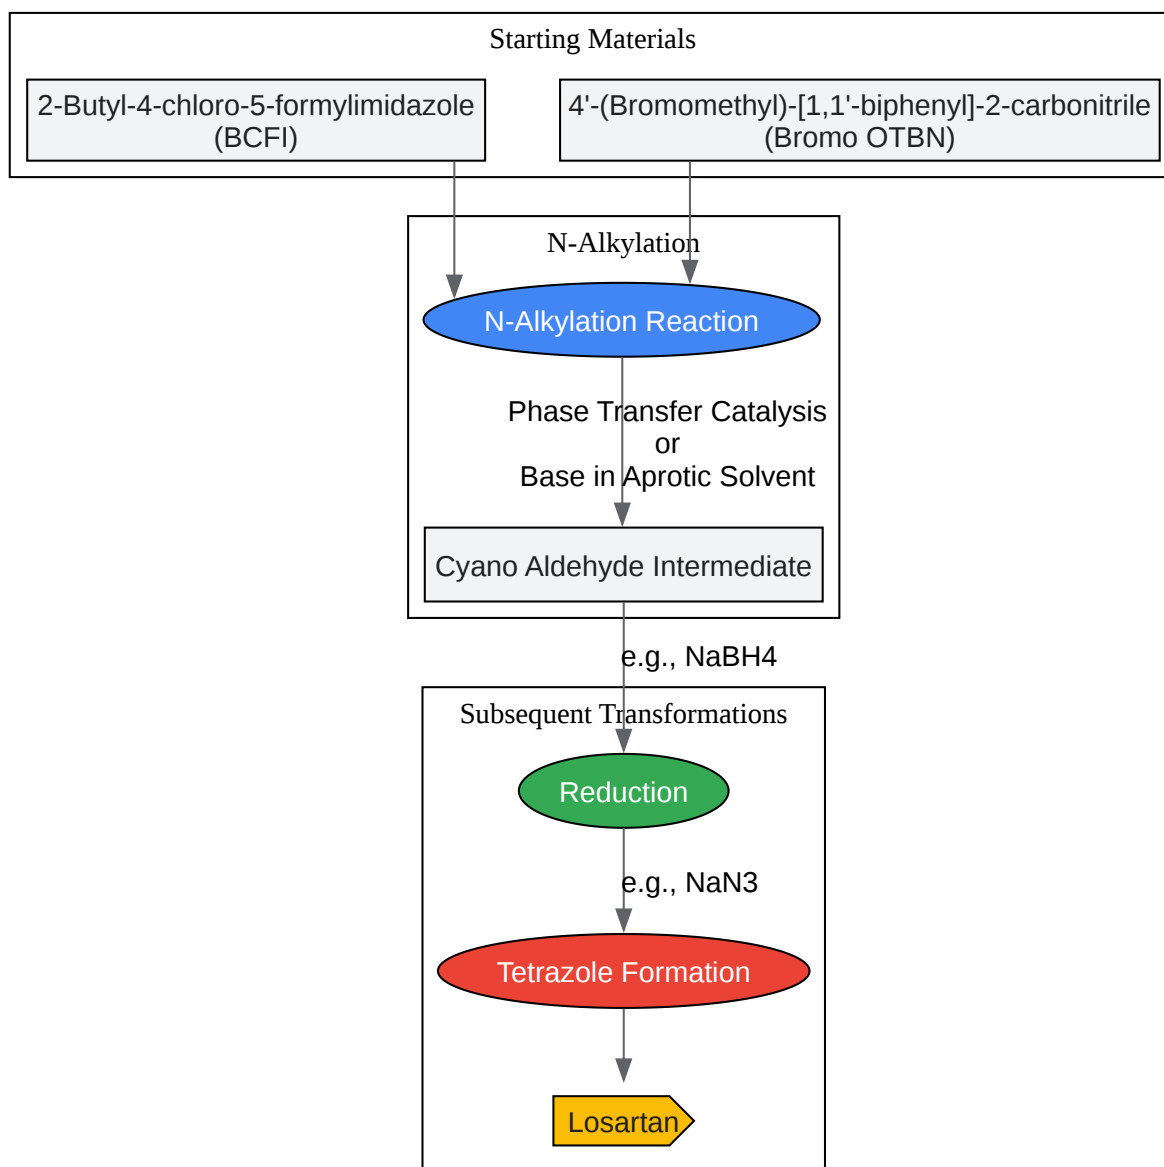 Starting Materials
2-Butyl-4-chloro-5-formylimidazole
(BCFI)
4'-(Bromomethyl)-[1,1'-biphenyl]-2-carbonitrile
(Bromo OTBN)
N-Alkylation
N-Alkylation Reaction
Phase Transfer Catalysis
or
Base in Aprotic Solvent
Cyano Aldehyde Intermediate
e.g., NaBH4
Subsequent Transformations
Reduction
e.g., NaN3
Tetrazole Formation
Losartan